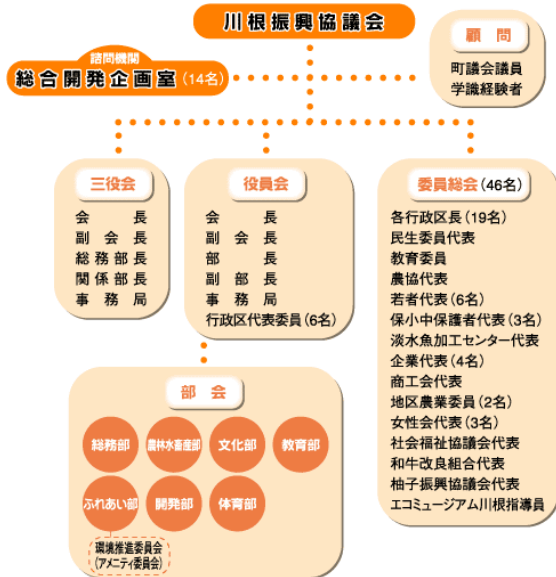 川根振興協議会
諮問機関
総合開発企画室(14名)
顧問
町議会議員
学識経験者
三役会
会長
副会長
総務部長
関係部長
事務局
役員会
会長
副会長
部長
副部長
事務局
行政区代表委員(6名)
委員総会(46名)
各行政区長(19名)
民生委員代表
教育委員
農協代表
若者代表(6名)
保小中保護者代表(3名)
淡水魚加工センター代表
企業代表(4名)
商工会代表
地区農業委員(2名)
女性会代表(3名)
社会福祉協議会代表
和牛改良組合代表
柚子振興協議会代表
エコミュージアム川根指導員
部会
総務部
農林水畜産部
文化部
教育部
ふれあい部
開発部
体育部
環境推進委員会
(アメニティ委員会)